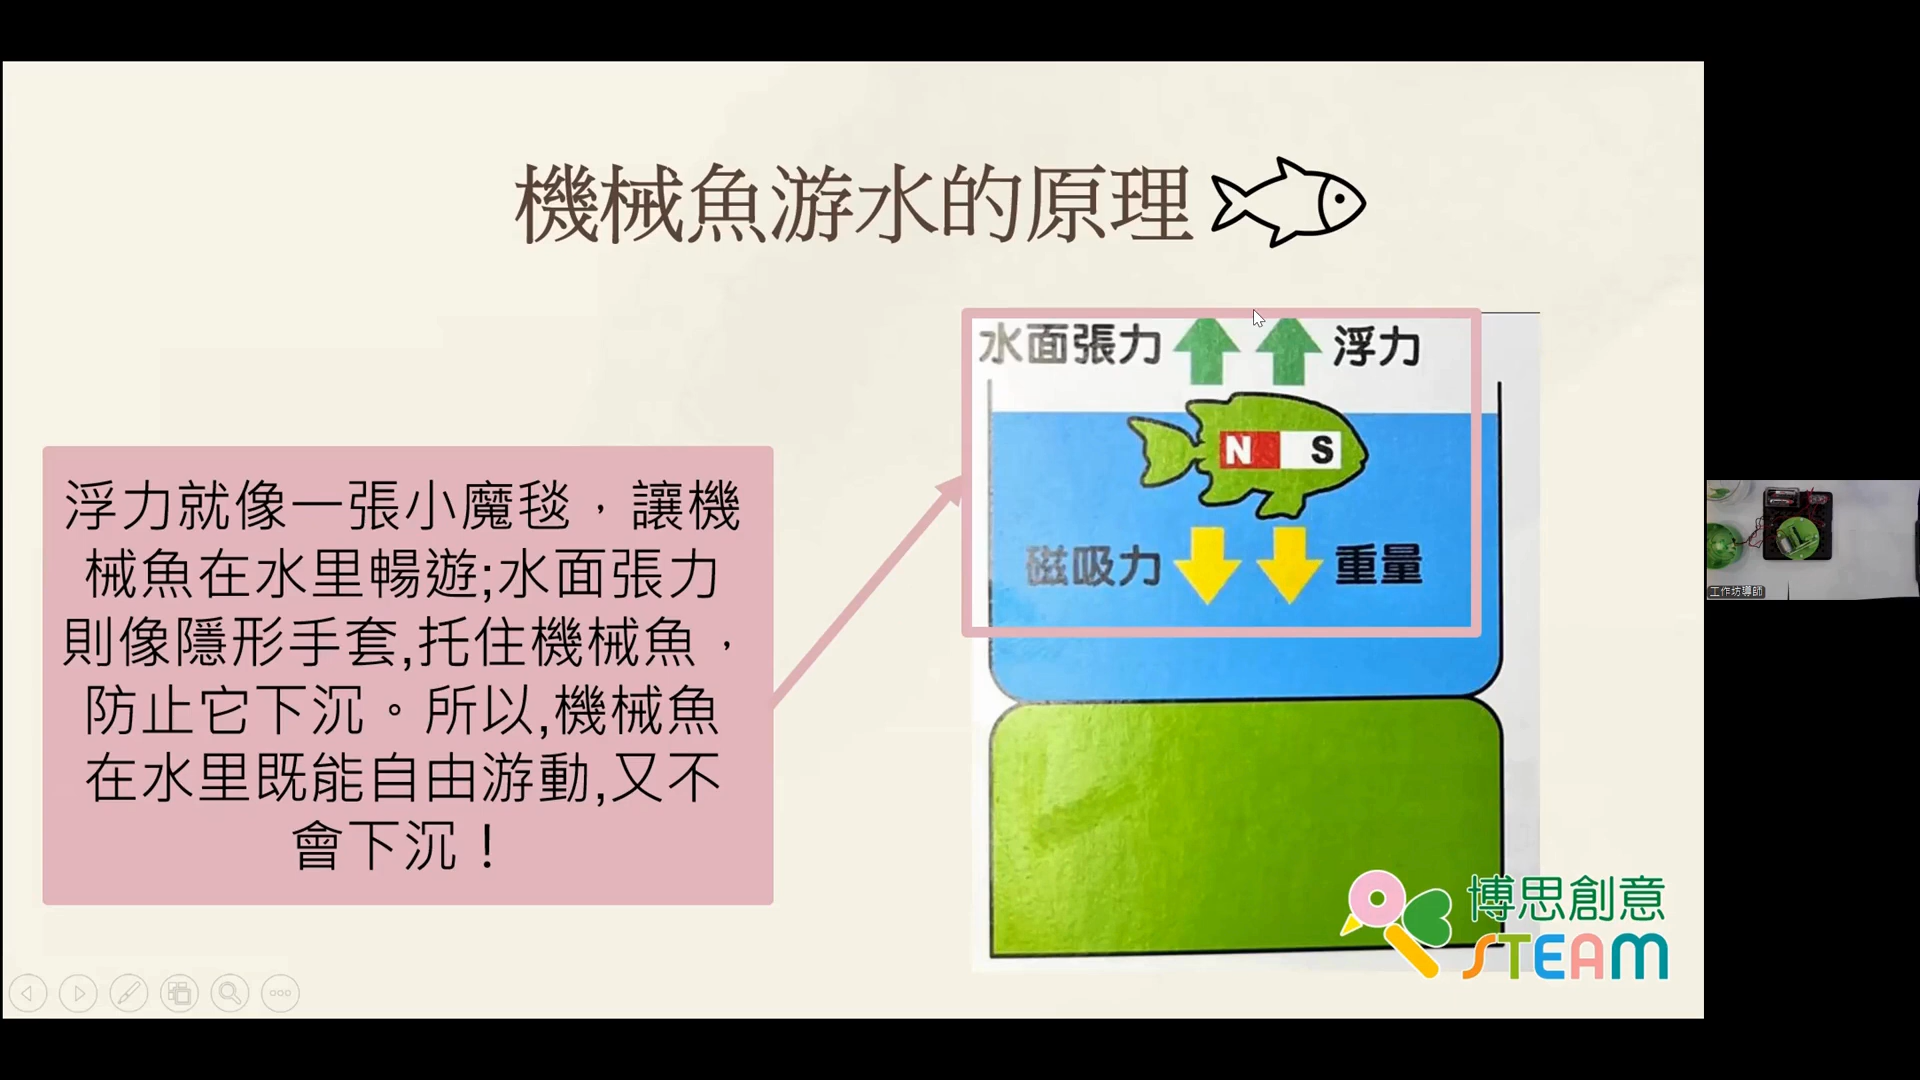 機械魚游水的原理
水面張力
浮力
N S
磁吸力
重量
浮力就像一張小魔毯，讓機
械魚在水里暢遊;水面張力
則像隱形手套,托住機械魚，
防止它下沉。所以,機械魚
在水里既能自由游動,又不
會下沉！
博思創意
STEAM
工作坊導師